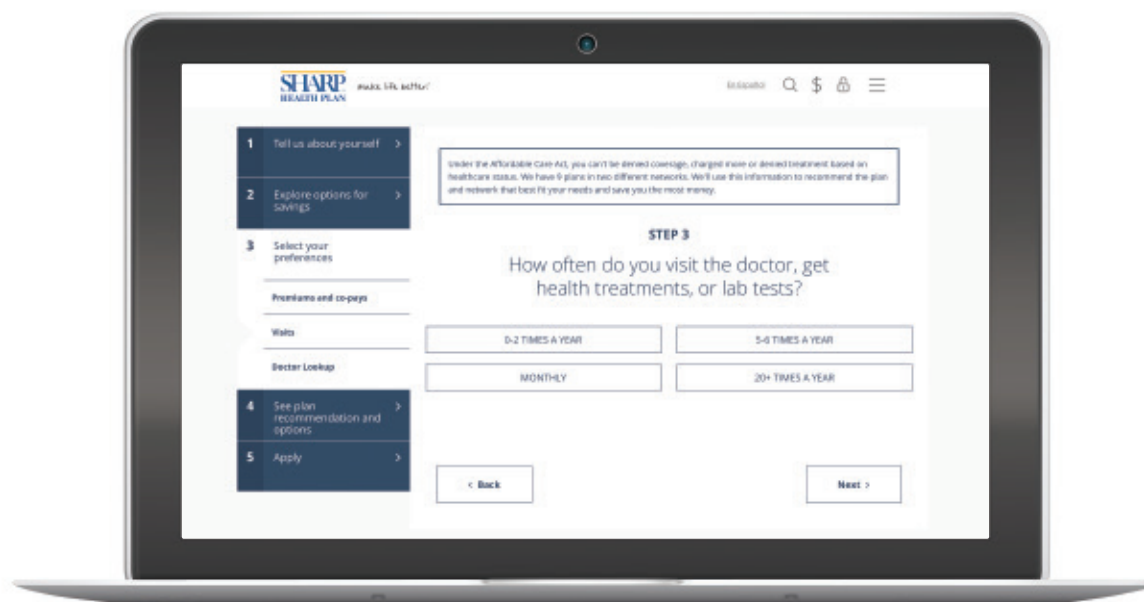 SHARP
HEALTH PLAN
make life better
En Español
1 Tell us about yourself >
2 Explore options for >
savings
3 Select your
preferences
Premiums and co-pays
Visits
Doctor Lookup
4 See plan >
recommendation and
options
5 Apply >
Under the Affordable Care Act, you can't be denied coverage, charged more or denied treatment based on
healthcare status. We have 9 plans in two different networks. We'll use this information to recommend the plan
and network that best fit your needs and save you the most money.
STEP 3
How often do you visit the doctor, get
health treatments, or lab tests?
0-2 TIMES A YEAR
5-6 TIMES A YEAR
MONTHLY
20+ TIMES A YEAR
< Back
Next >